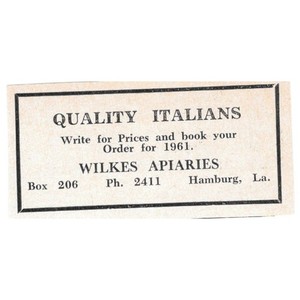 QUALITY ITALIANS
Write for Prices and book your
Order for 1961.
WILKES APIARIES
Box 206 Ph. 2411 Hamburg, La.